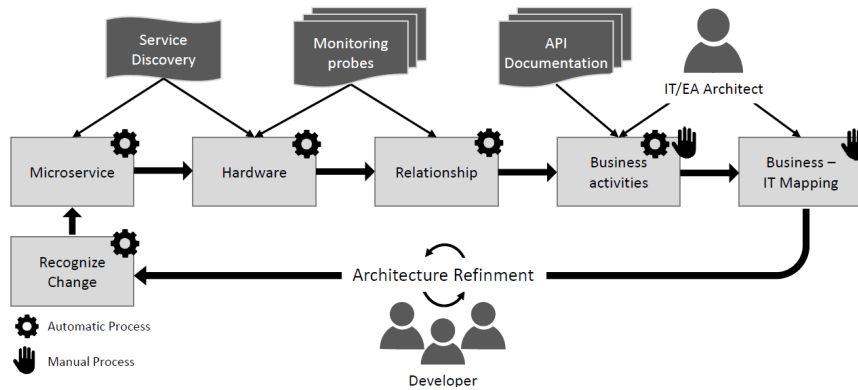 Service
Discovery
Monitoring
probes
API
Documentation
IT/EA Architect
Microservice
Hardware
Relationship
Business
activities
Business –
IT Mapping
Recognize
Change
Architecture Refinment
Automatic Process
Manual Process
Developer